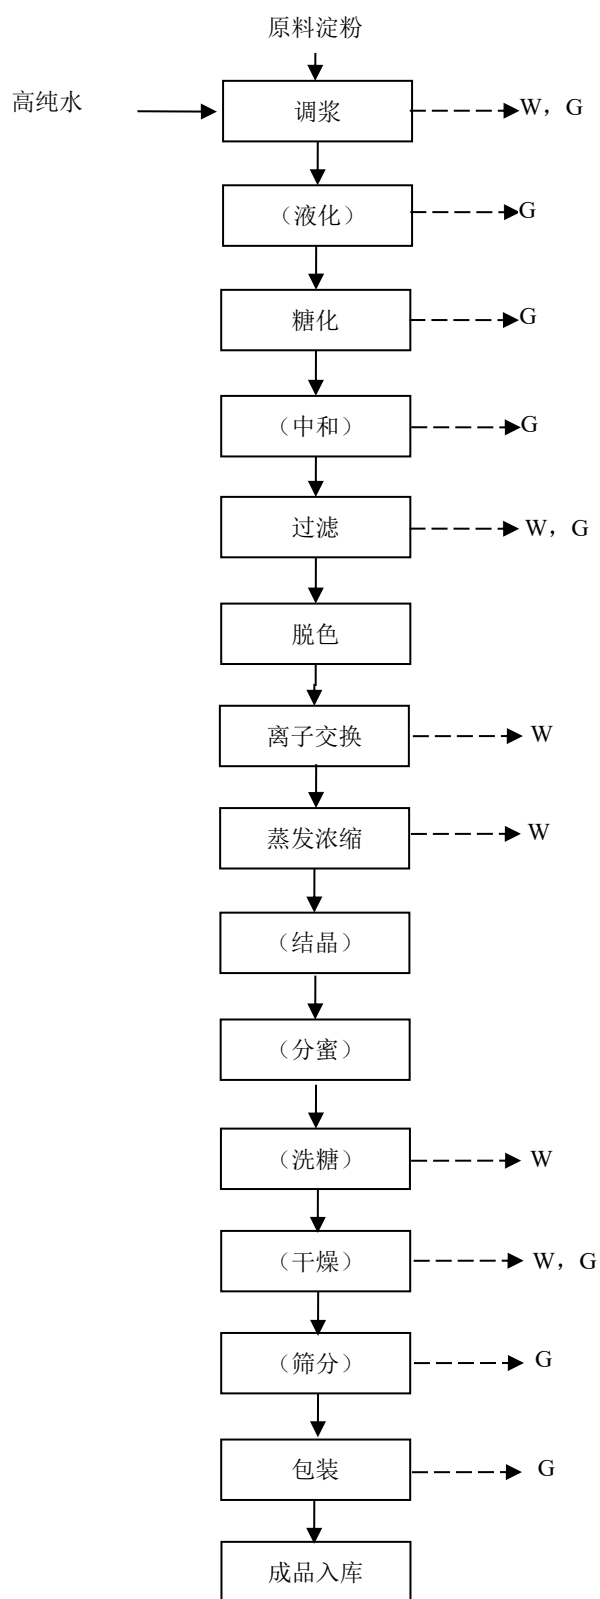 原料淀粉
高纯水
调浆
W，G
（液化）
G
糖化
G
（中和）
G
过滤
W，G
脱色
离子交换
W
蒸发浓缩
W
（结晶）
（分蜜）
（洗糖）
W
（干燥）
W，G
（筛分）
G
包装
G
成品入库